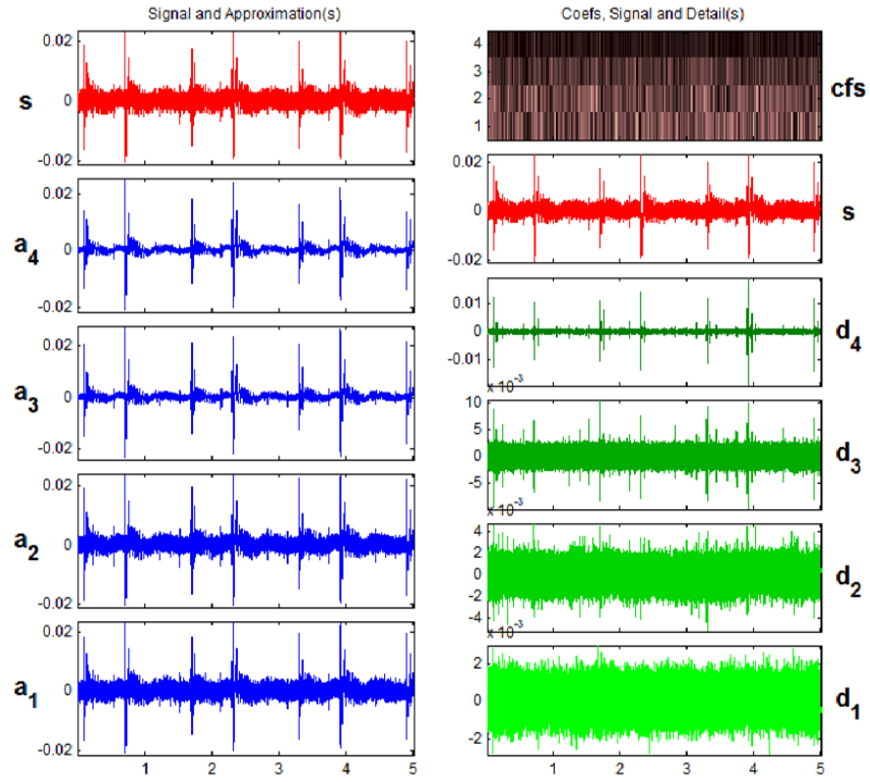 Signal and Approximation(s)
0.02
s
0
-0.02
0.02
a4
0
-0.02
0.02
a3
0
-0.02
0.02
a2
0
-0.02
0.02
a1
0
-0.02
1 2 3 4 5
Coefs, Signal and Detail(s)
4
3
2
1
cfs
0.02
0
-0.02
s
0.01
0
-0.01
d4
x 10-3
10
5
0
-5
d3
x 10-3
4
2
0
-2
-4
d2
x 10-3
2
0
-2
d1
1 2 3 4 5